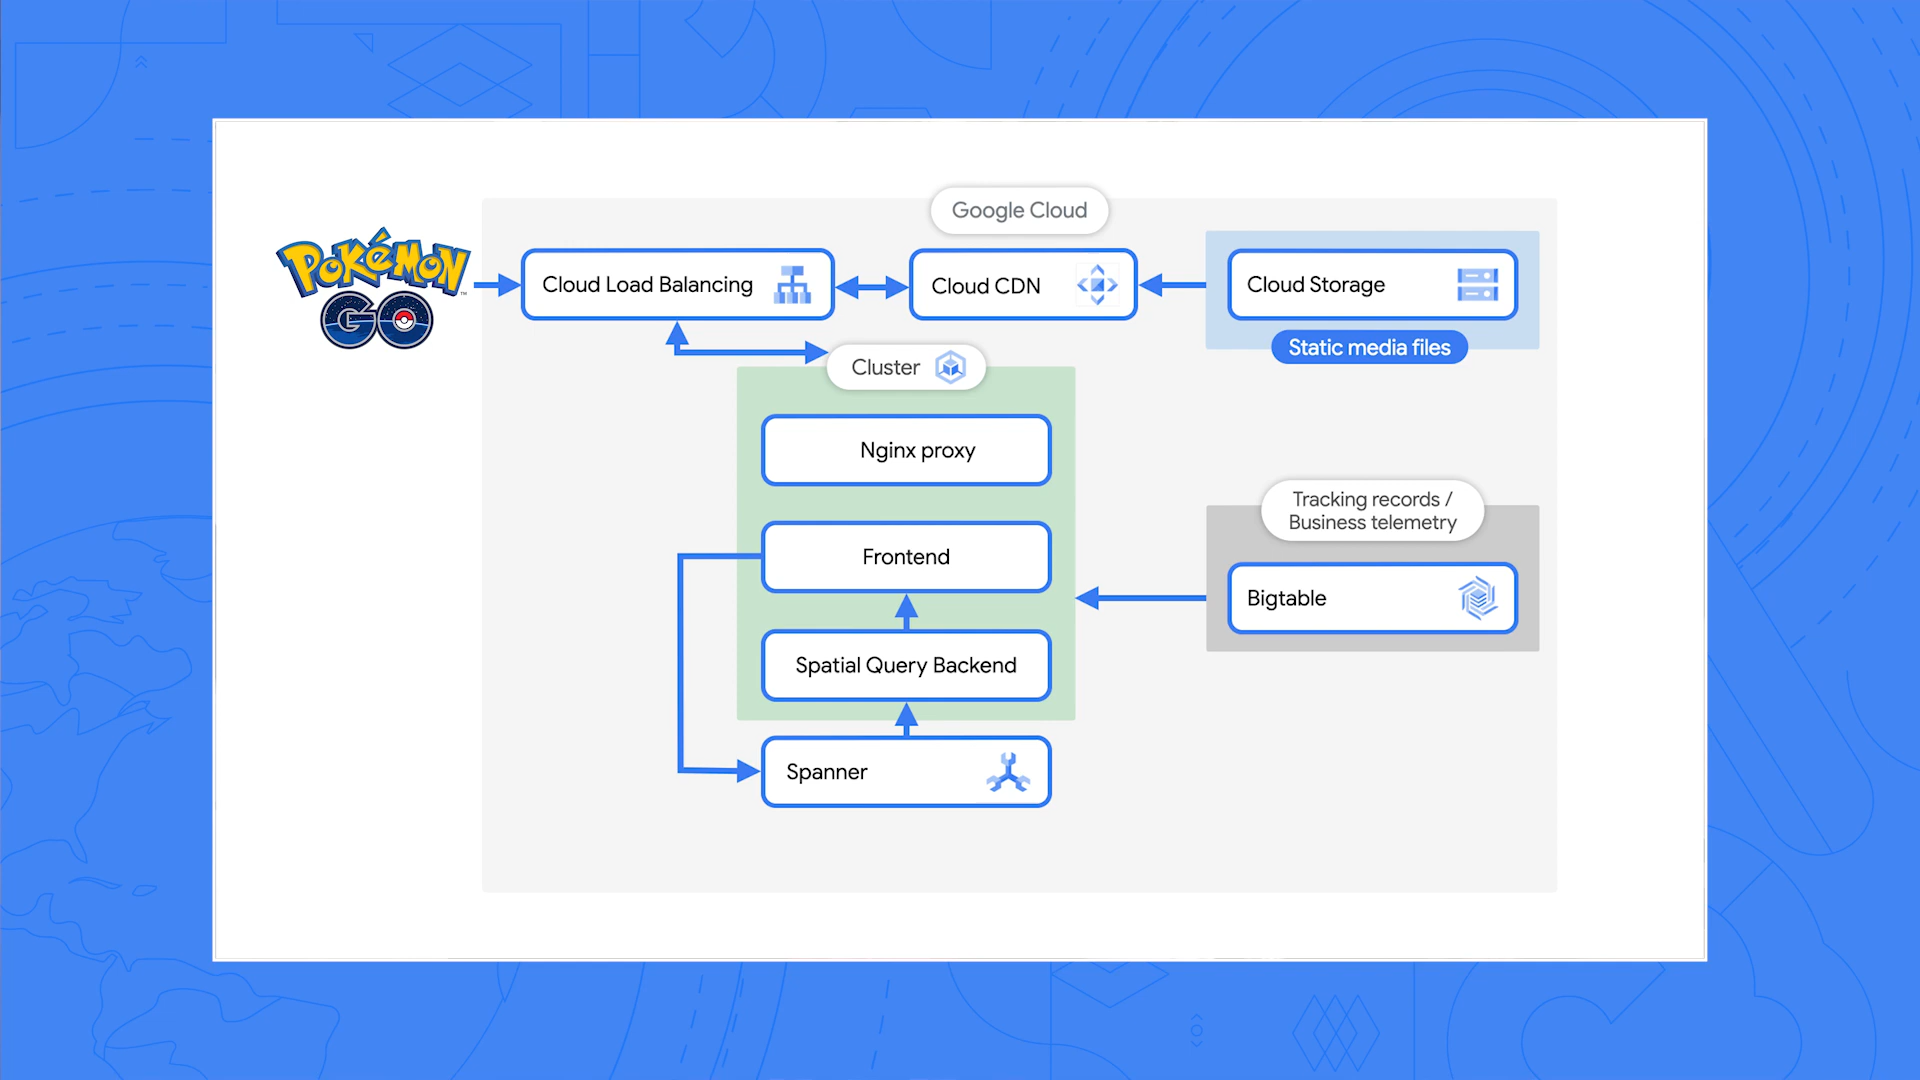 Google Cloud
POKéMON
GO
™
Cloud Load Balancing
Cloud CDN
Cloud Storage
Static media files
Cluster
Nginx proxy
Frontend
Spatial Query Backend
Spanner
Tracking records /
Business telemetry
Bigtable